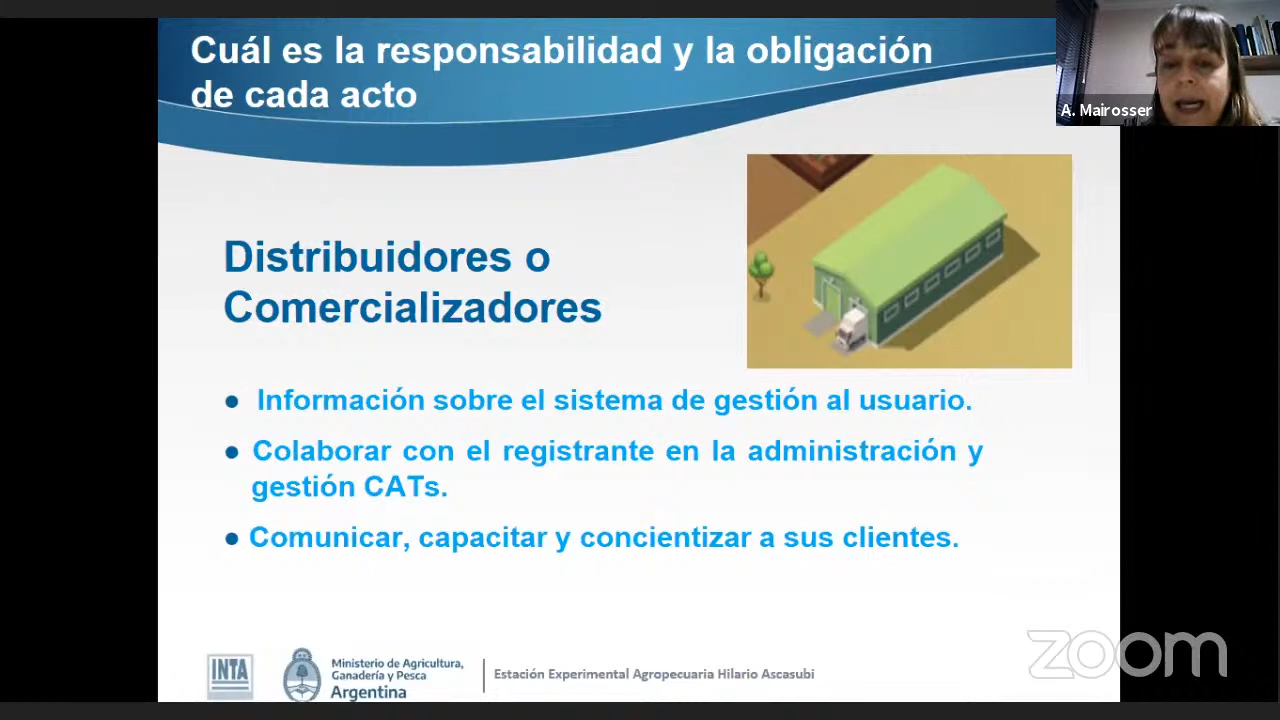 Cuál es la responsabilidad y la obligación
de cada acto
A. Mairosser
Distribuidores o
Comercializadores
● Información sobre el sistema de gestión al usuario.
● Colaborar con el registrante en la administración y
gestión CATs.
● Comunicar, capacitar y concientizar a sus clientes.
INTA
Ministerio de Agricultura,
Ganadería y Pesca
Argentina
Estación Experimental Agropecuaria Hilario Ascasubi
zoom